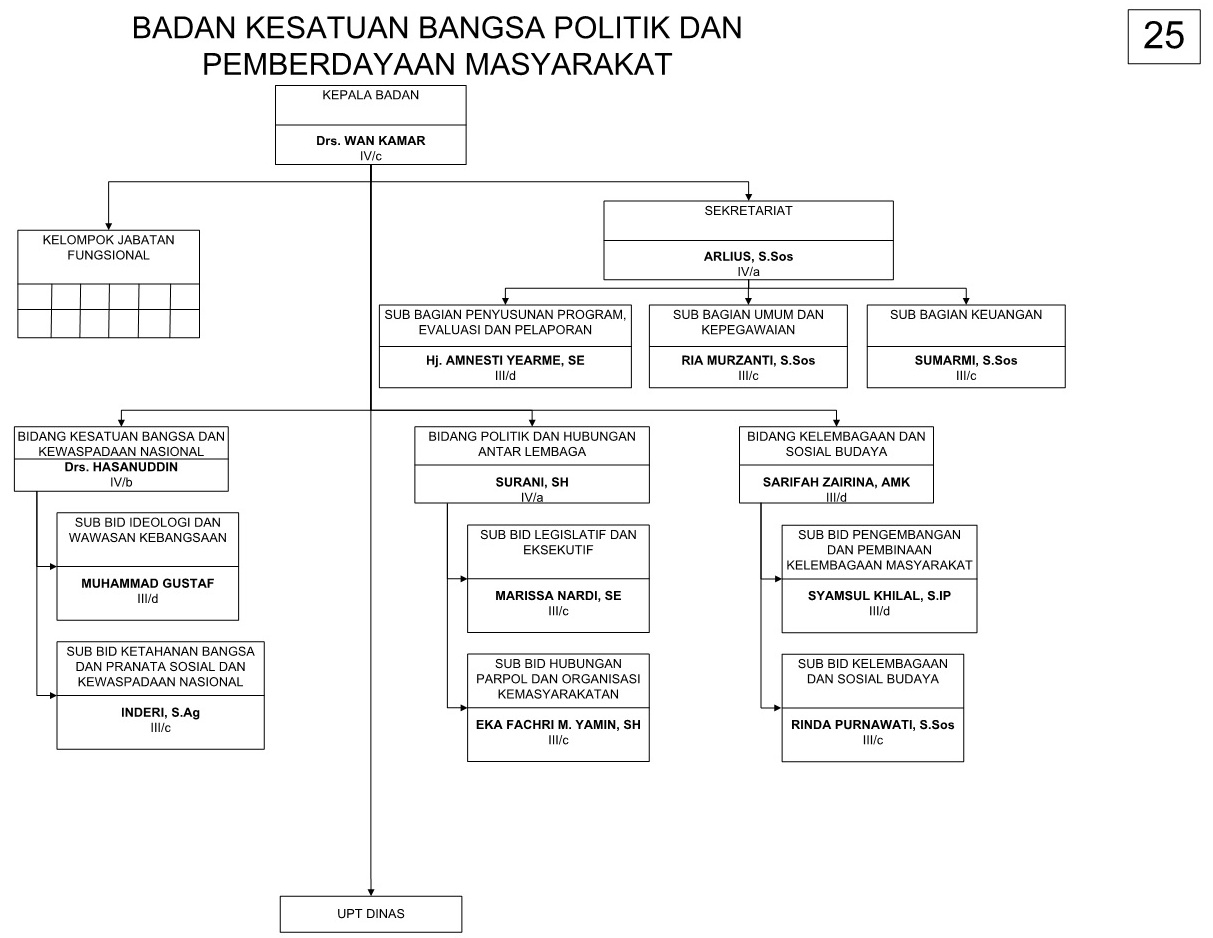 BADAN KESATUAN BANGSA POLITIK DAN
PEMBERDAYAAN MASYARAKAT
25
KEPALA BADAN
Drs. WAN KAMAR
IV/c
KELOMPOK JABATAN
FUNGSIONAL
SEKRETARIAT
ARLIUS, S.Sos
IV/a
SUB BAGIAN PENYUSUNAN PROGRAM,
EVALUASI DAN PELAPORAN
Hj. AMNESTI YEARME, SE
III/d
SUB BAGIAN UMUM DAN
KEPEGAWAIAN
RIA MURZANTI, S.Sos
III/c
SUB BAGIAN KEUANGAN
SUMARMI, S.Sos
III/c
BIDANG KESATUAN BANGSA DAN
KEWASPADAAN NASIONAL
Drs. HASANUDDIN
IV/b
SUB BID IDEOLOGI DAN
WAWASAN KEBANGSAAN
MUHAMMAD GUSTAF
III/d
SUB BID KETAHANAN BANGSA
DAN PRANATA SOSIAL DAN
KEWASPADAAN NASIONAL
INDERI, S.Ag
III/c
BIDANG POLITIK DAN HUBUNGAN
ANTAR LEMBAGA
SURANI, SH
IV/a
SUB BID LEGISLATIF DAN
EKSEKUTIF
MARISSA NARDI, SE
III/c
SUB BID HUBUNGAN
PARPOL DAN ORGANISASI
KEMASYARAKATAN
EKA FACHRI M. YAMIN, SH
III/c
BIDANG KELEMBAGAAN DAN
SOSIAL BUDAYA
SARIFAH ZAIRINA, AMK
III/d
SUB BID PENGEMBANGAN
DAN PEMBINAAN
KELEMBAGAAN MASYARAKAT
SYAMSUL KHILAL, S.IP
III/d
SUB BID KELEMBAGAAN
DAN SOSIAL BUDAYA
RINDA PURNAWATI, S.Sos
III/c
UPT DINAS